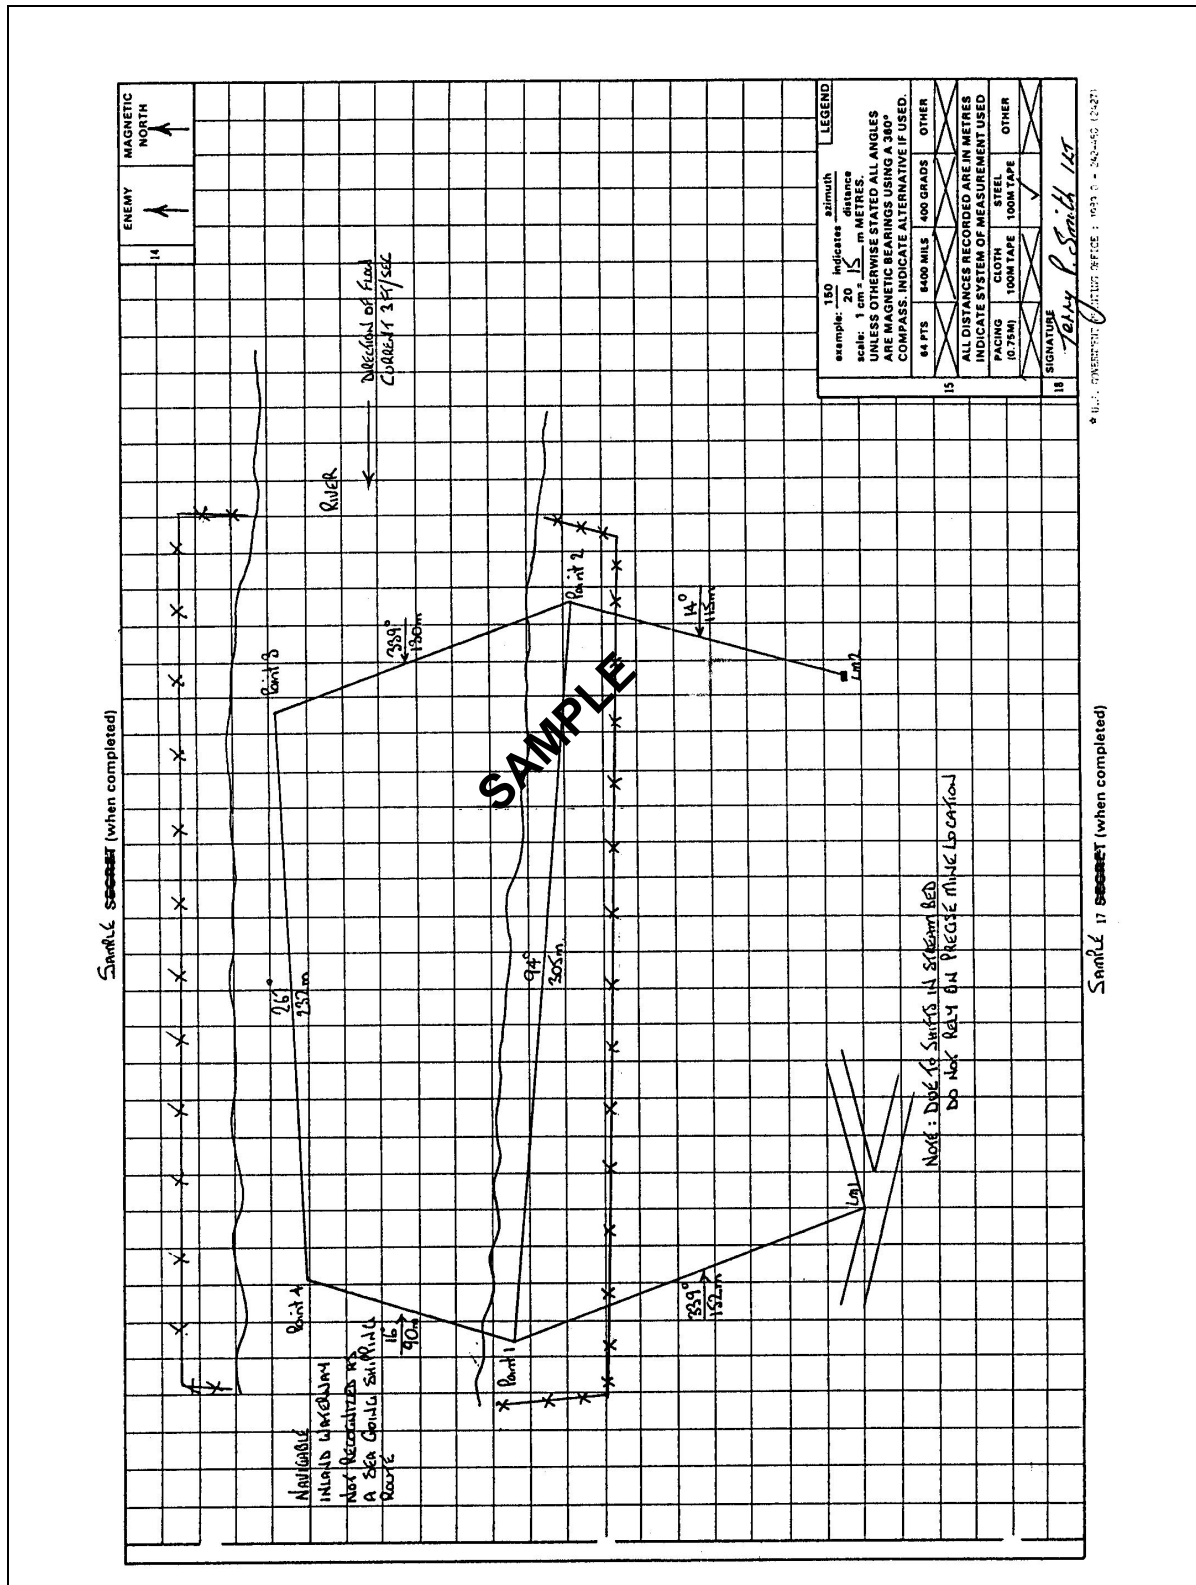 SAMPLE SECRET (when completed)
14
ENEMY
MAGNETIC
NORTH
RIVER
DIRECTION OF FLOW
CURRENT 3 FT/SEC
Point 3
339°
130m
267°
232m
Point 4
16°
90m
NAVIGABLE
INLAND WATERWAY
NOT RECOGNIZED AS
A SEA GOING SHIPPING
ROUTE
Point 1
94°
305m
Point 2
SAMPLE
14°
115m
LM2
339°
152m
LM1
NOTE: DUE TO SHIFTS IN STREAM BED
DO NOT RELY ON PRECISE MINE LOCATION
LEGEND
example: 150 indicates azimuth
20 distance
scale: 1 cm = 15 m METRES.
UNLESS OTHERWISE STATED ALL ANGLES
ARE MAGNETIC BEARINGS USING A 360°
COMPASS. INDICATE ALTERNATIVE IF USED.
64 PTS 6400 MILS 400 GRADS OTHER
15
ALL DISTANCES RECORDED ARE IN METRES
INDICATE SYSTEM OF MEASUREMENT USED
PACING (0.75M) CLOTH 100M TAPE STEEL 100M TAPE OTHER
18
SIGNATURE
Terry P. Smith 1LT
SAMPLE 17 SECRET (when completed)